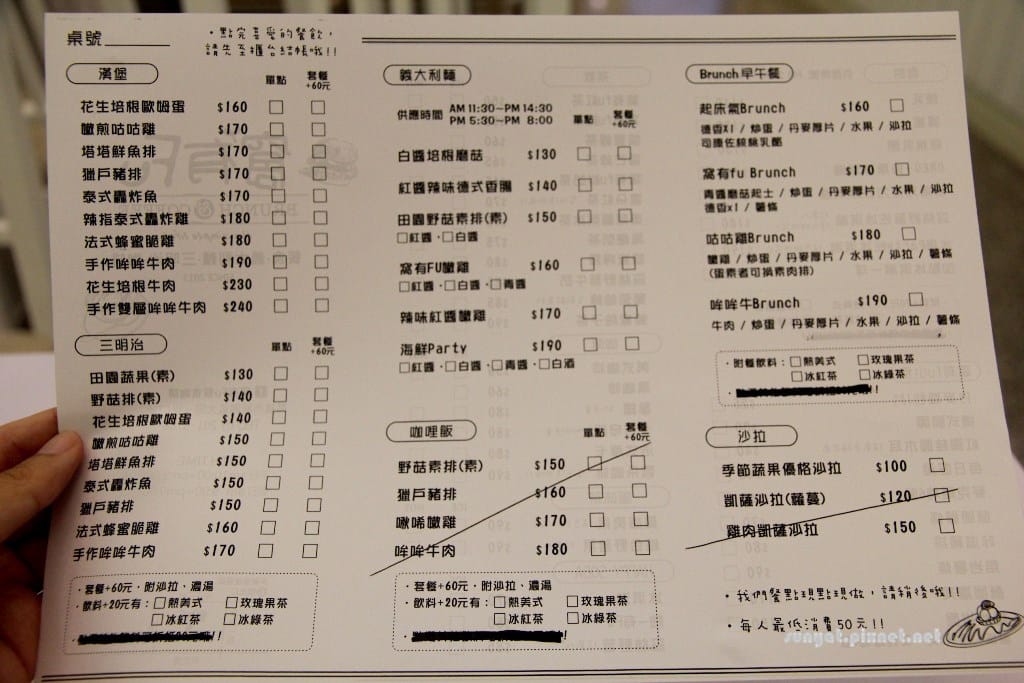 桌號
·點完喜愛的餐飲，
請先至櫃台結帳哦!!
漢堡
單點 套餐+60元
花生培根歐姆蛋 $160
嫩煎咕咕雞 $170
塔塔鮮魚排 $170
獵戶豬排 $170
泰式轟炸魚 $170
辣指泰式轟炸雞 $180
法式蜂蜜脆雞 $180
手作哞哞牛肉 $190
花生培根牛肉 $230
手作雙層哞哞牛肉 $240
三明治
單點 套餐+60元
田園蔬果(素) $130
野菇排(素) $140
花生培根歐姆蛋 $140
嫩煎咕咕雞 $150
塔塔鮮魚排 $150
泰式轟炸魚 $150
獵戶豬排 $150
法式蜂蜜脆雞 $160
手作哞哞牛肉 $170
·套餐+60元，附沙拉、濃湯
·飲料+20元有：□熱美式 □玫瑰果茶
□冰紅茶 □冰綠茶
義大利麵
供應時間 AM 11:30~PM 14:30
PM 5:30~PM 8:00
單點 套餐+60元
白醬培根蘑菇 $130
紅醬辣味德式香腸 $140
田園野菇素排(素) $150
□紅醬·□白醬
窩有FU嫩雞 $160
□紅醬·□白醬·□青醬
辣味紅醬嫩雞 $170
海鮮Party $190
□紅醬·□白醬·□青醬·□白酒
咖哩飯
單點 套餐+60元
野菇素排(素) $150
獵戶豬排 $160
啾唏嫩雞 $170
哞哞牛肉 $180
·套餐+60元，附沙拉、濃湯
·飲料+20元有：□熱美式 □玫瑰果茶
□冰紅茶 □冰綠茶
Brunch 早午餐
起床氣Brunch $160
德香X1 / 炒蛋 / 丹麥厚片 / 水果 / 沙拉
司康佐核桃乳酪
窩有fu Brunch $170
青醬蘑菇起士 / 炒蛋 / 丹麥厚片 / 水果 / 沙拉
德香x1 / 薯條
咕咕雞Brunch $180
嫩雞 / 炒蛋 / 丹麥厚片 / 水果 / 沙拉 / 薯條
(蛋素者可換素肉排)
哞哞牛Brunch $190
牛肉 / 炒蛋 / 丹麥厚片 / 水果 / 沙拉 / 薯條
·附餐飲料：□熱美式 □玫瑰果茶
□冰紅茶 □冰綠茶
沙拉
季節蔬果優格沙拉 $100
凱薩沙拉(蘿蔓) $120
雞肉凱薩沙拉 $150
·我們餐點現點現做，請稍後哦!!
·每人最低消費50元!!
sonyat.pixnet.net